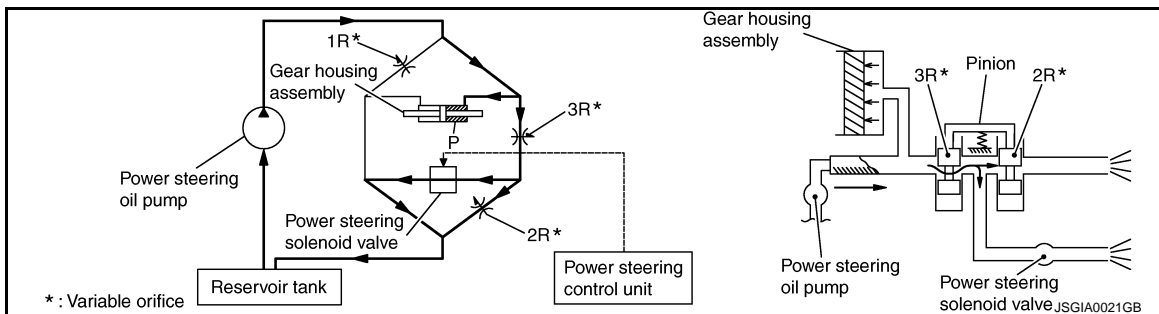 1R*
Gear housing
assembly
3R*
P
Power steering
oil pump
Power steering
solenoid valve
2R*
Reservoir tank
Power steering
control unit
* : Variable orifice
Gear housing
assembly
Pinion
3R*
2R*
Power steering
oil pump
Power steering
solenoid valve
JSGIA0021GB